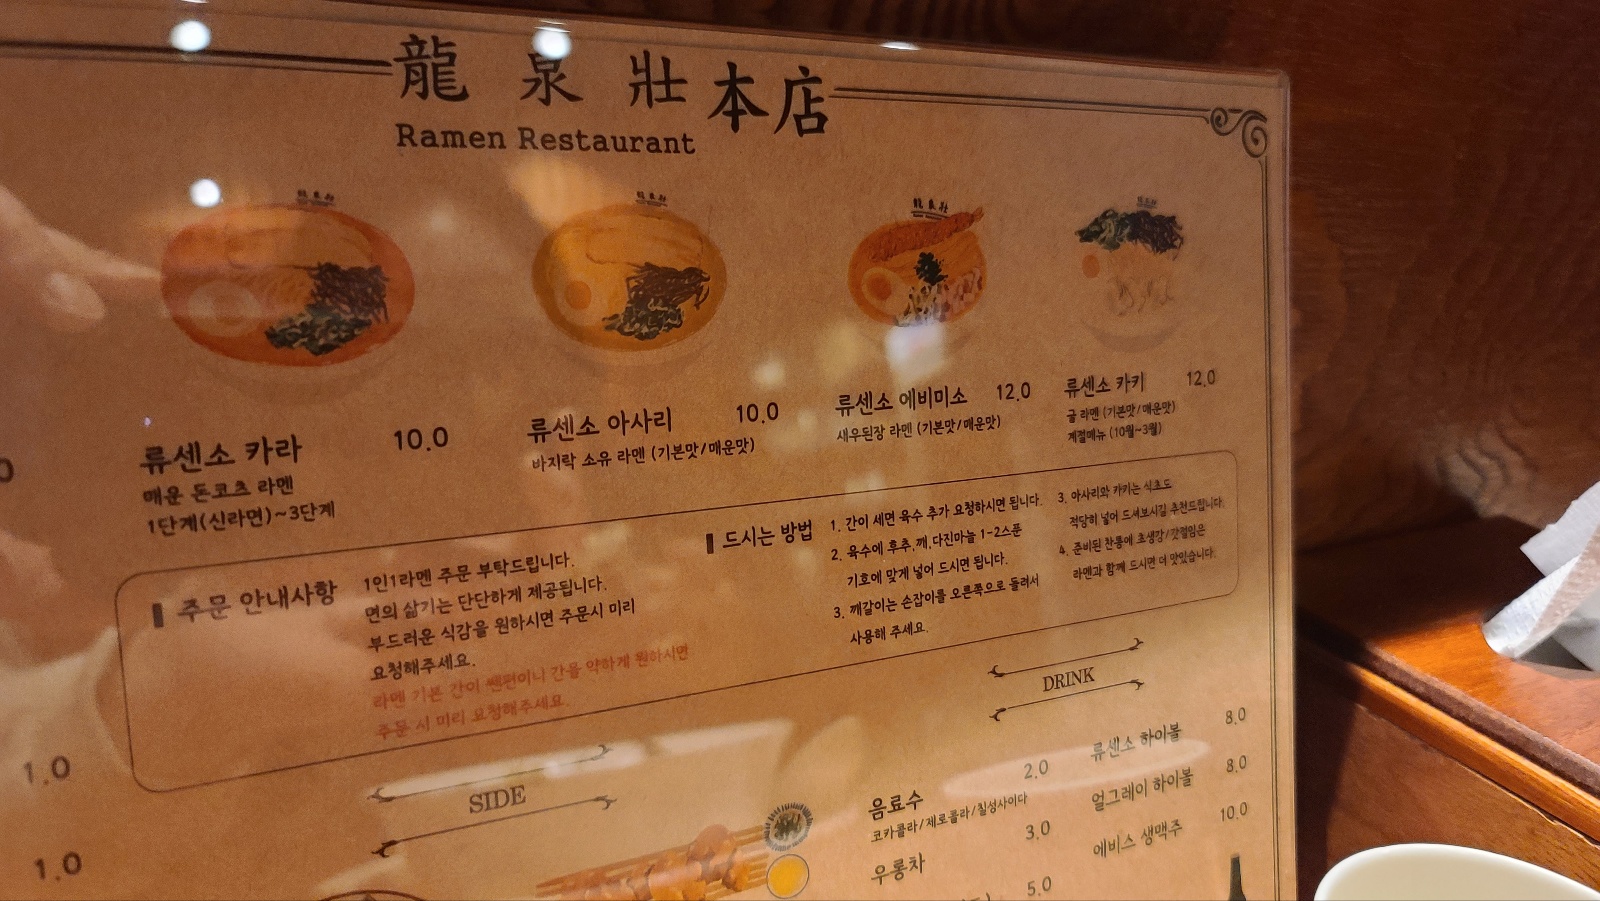 龍泉壯本店
Ramen Restaurant
류센소 카라 10.0
매운 돈코츠 라멘
1단계(신라면)~3단계
류센소 아사리 10.0
바지락 소유 라멘 (기본맛/매운맛)
류센소 에비미소 12.0
새우된장 라멘 (기본맛/매운맛)
류센소 카키 12.0
굴 라멘 (기본맛/매운맛)
계절메뉴 (10월~3월)
주문 안내사항
1인1라멘 주문 부탁드립니다.
면의 삶기는 단단하게 제공됩니다.
부드러운 식감을 원하시면 주문시 미리
요청해주세요.
라멘 기본 간이 쎈편이니 간을 약하게 원하시면
주문 시 미리 요청해주세요.
드시는 방법
1. 간이 세면 육수 추가 요청하시면 됩니다.
2. 육수에 후추,깨,다진마늘 1-2스푼
기호에 맞게 넣어 드시면 됩니다.
3. 깨갈이는 손잡이를 오른쪽으로 돌려서
사용해 주세요.
3. 아사리와 카키는 식초도
적당히 넣어 드셔보시길 추천드립니다.
4. 준비된 찬통에 초생강/갓절임은
라멘과 함께 드시면 더 맛있습니다.
1.0
1.0
SIDE
DRINK
음료수 2.0
코카콜라/제로콜라/칠성사이다
우롱차 3.0
5.0
류센소 하이볼 8.0
얼그레이 하이볼 8.0
에비스 생맥주 10.0